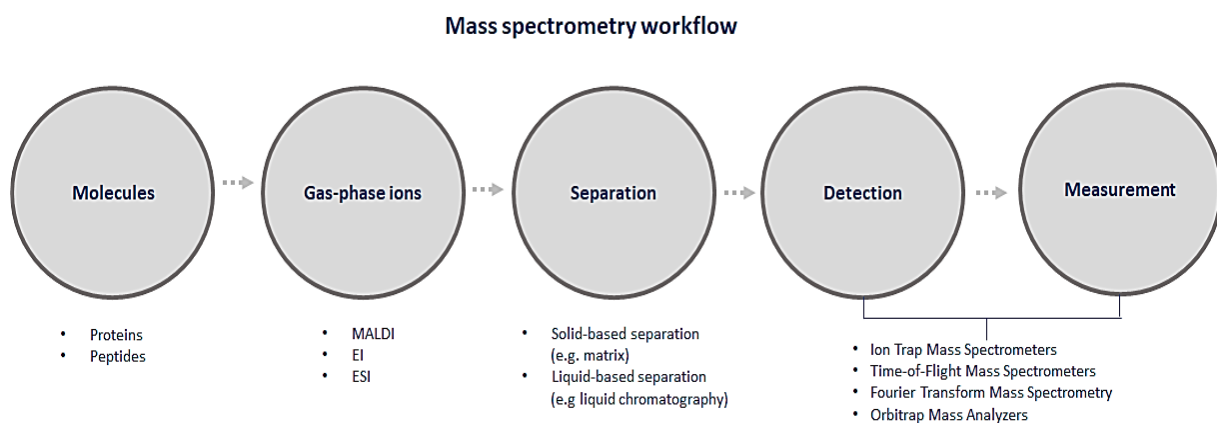 Mass spectrometry workflow
Molecules
Gas-phase ions
Separation
Detection
Measurement
• Proteins
• Peptides
• MALDI
• EI
• ESI
• Solid-based separation
(e.g. matrix)
• Liquid-based separation
(e.g liquid chromatography)
• Ion Trap Mass Spectrometers
• Time-of-Flight Mass Spectrometers
• Fourier Transform Mass Spectrometry
• Orbitrap Mass Analyzers